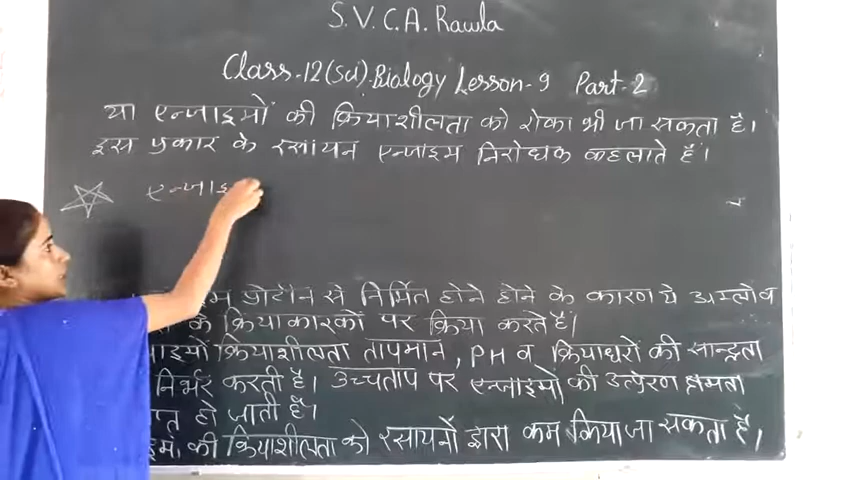 S.V.C.A. Rawla
Class-12(sci). Biology Lesson-9 Part-2
या एन्जाइमों की क्रियाशीलता को रोका भी जा सकता है।
इस प्रकार के रसायन एन्जाइम निरोधक कहलाते हैं।
एन्जाइ
प्रोटीन से निर्मित होने होने के कारण ये अम्लोव
के क्रियाकारकों पर क्रिया करते हैं।
क्रियाशीलता तापमान, PH व क्रियाधरों की सान्द्रता
निर्भर करती है। उच्चताप पर एन्जाइमों की उत्प्रेरण क्षमता
हो जाती है।
की क्रियाशीलता को रसायनों द्वारा कम किया जा सकता है।